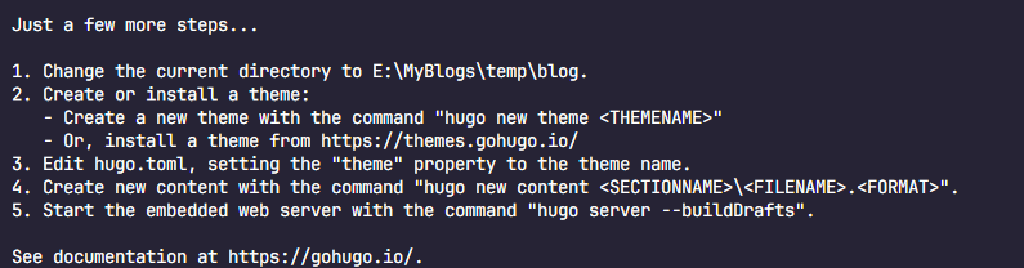 Just a few more steps...
1. Change the current directory to E:\MyBlogs\temp\blog.
2. Create or install a theme:
- Create a new theme with the command "hugo new theme <THEMENAME>"
- Or, install a theme from https://themes.gohugo.io/
3. Edit hugo.toml, setting the "theme" property to the theme name.
4. Create new content with the command "hugo new content <SECTIONNAME>\<FILENAME>.<FORMAT>".
5. Start the embedded web server with the command "hugo server --buildDrafts".
See documentation at https://gohugo.io/.